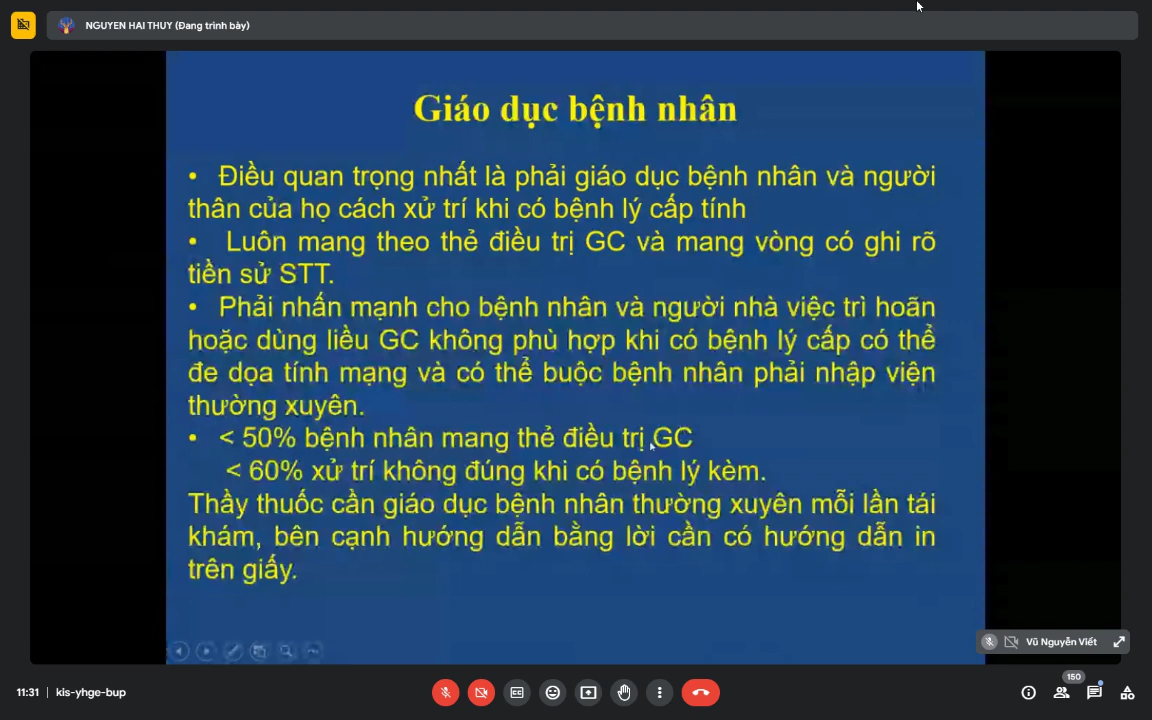 NGUYEN HAI THUY (Đang trình bày)
Giáo dục bệnh nhân
• Điều quan trọng nhất là phải giáo dục bệnh nhân và người
thân của họ cách xử trí khi có bệnh lý cấp tính
• Luôn mang theo thẻ điều trị GC và mang vòng có ghi rõ
tiền sử STT.
• Phải nhấn mạnh cho bệnh nhân và người nhà việc trì hoãn
hoặc dùng liều GC không phù hợp khi có bệnh lý cấp có thể
đe dọa tính mạng và có thể buộc bệnh nhân phải nhập viện
thường xuyên.
• < 50% bệnh nhân mang thẻ điều trị GC
< 60% xử trí không đúng khi có bệnh lý kèm.
Thầy thuốc cần giáo dục bệnh nhân thường xuyên mỗi lần tái
khám, bên cạnh hướng dẫn bằng lời cần có hướng dẫn in
trên giấy.
Vũ Nguyễn Viết
11:31 | kis-yhge-bup
150